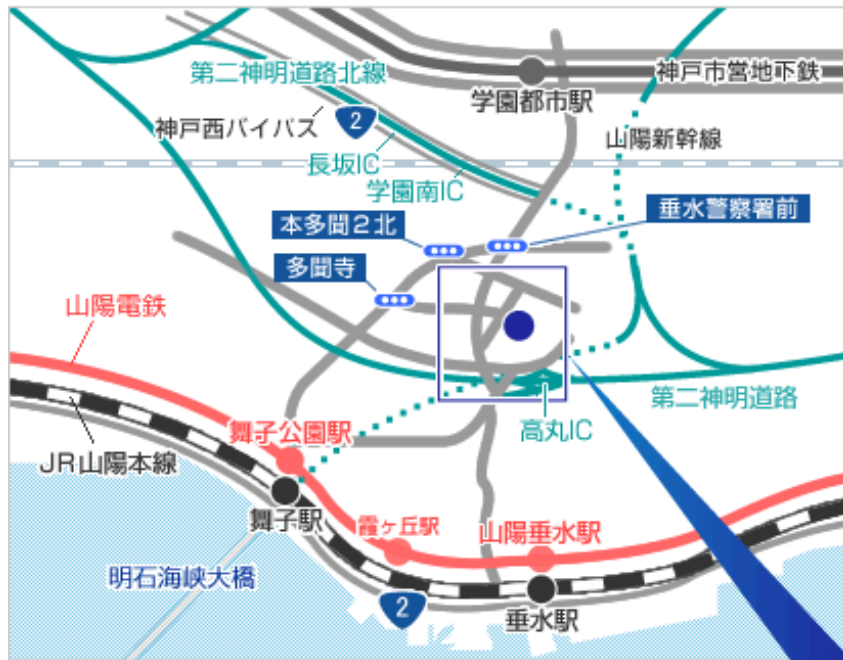 第二神明道路北線
神戸市営地下鉄
学園都市駅
神戸西バイパス
2
山陽新幹線
長坂IC
学園南IC
垂水警察署前
本多聞2北
多聞寺
山陽電鉄
第二神明道路
高丸IC
舞子公園駅
JR山陽本線
舞子駅
霞ヶ丘駅
山陽垂水駅
明石海峡大橋
2
垂水駅